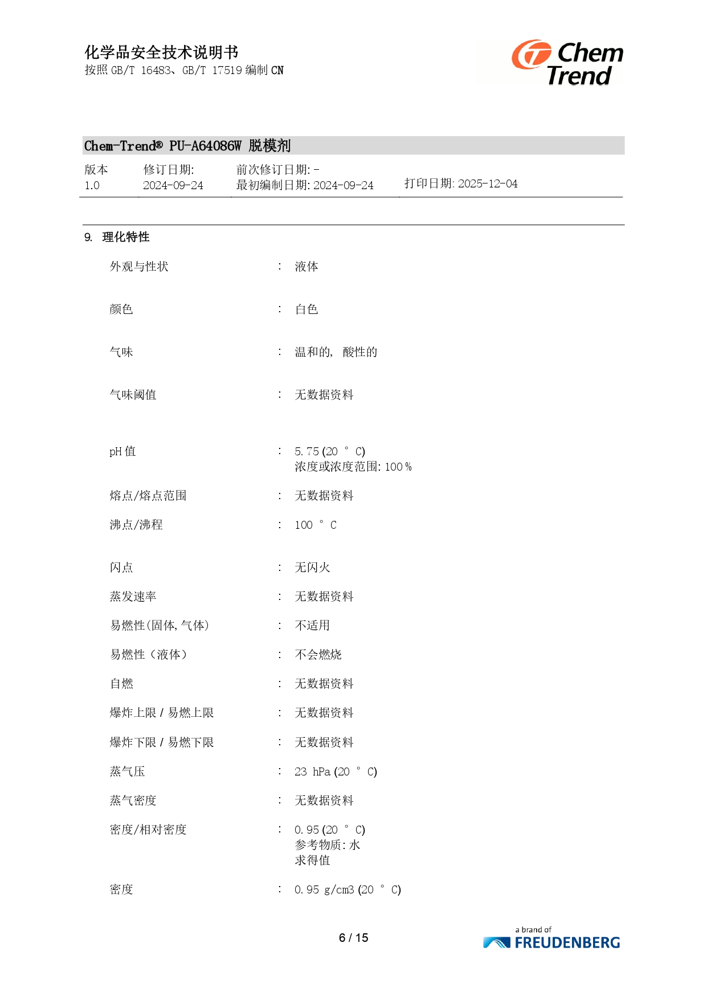 化学品安全技术说明书
按照 GB/T 16483、GB/T 17519 编制 CN
Chem
Trend
Chem-Trend® PU-A64086W 脱模剂
版本 修订日期: 前次修订日期: -
1.0 2024-09-24 最初编制日期: 2024-09-24 打印日期: 2025-12-04
9. 理化特性
外观与性状 : 液体
颜色 : 白色
气味 : 温和的, 酸性的
气味阈值 : 无数据资料
pH 值 : 5.75 (20 °C)
浓度或浓度范围: 100 %
熔点/熔点范围 : 无数据资料
沸点/沸程 : 100 °C
闪点 : 无闪火
蒸发速率 : 无数据资料
易燃性(固体, 气体) : 不适用
易燃性（液体） : 不会燃烧
自燃 : 无数据资料
爆炸上限 / 易燃上限 : 无数据资料
爆炸下限 / 易燃下限 : 无数据资料
蒸气压 : 23 hPa (20 °C)
蒸气密度 : 无数据资料
密度/相对密度 : 0.95 (20 °C)
参考物质: 水
求得值
密度 : 0.95 g/cm3 (20 °C)
6 / 15
a brand of
FREUDENBERG